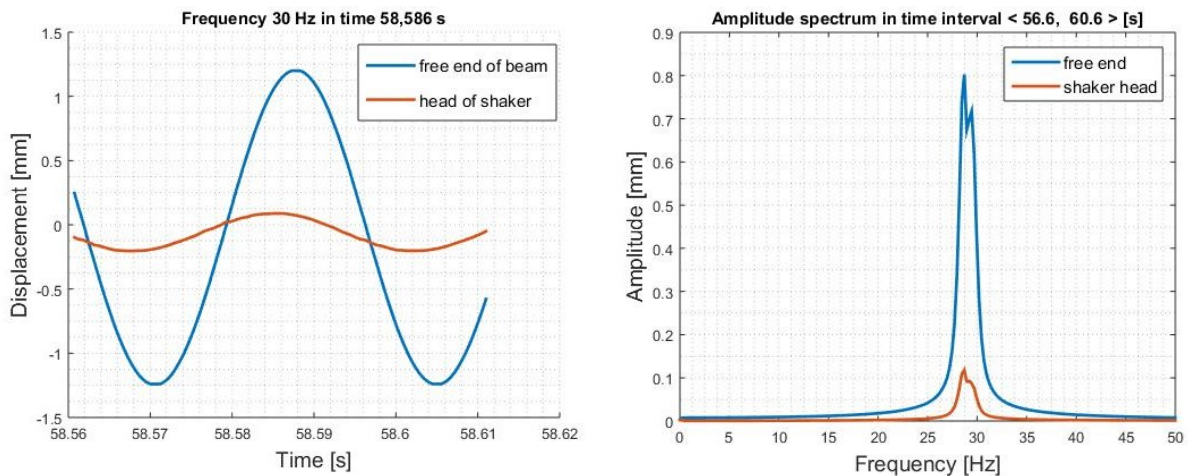 Frequency 30 Hz in time 58,586 s
1.5
1
0.5
0
-0.5
-1
-1.5
Displacement [mm]
free end of beam
head of shaker
58.56 58.57 58.58 58.59 58.6 58.61 58.62
Time [s]
Amplitude spectrum in time interval < 56.6, 60.6 > [s]
0.9
0.8
0.7
0.6
0.5
0.4
0.3
0.2
0.1
0
Amplitude [mm]
free end
shaker head
0 5 10 15 20 25 30 35 40 45 50
Frequency [Hz]